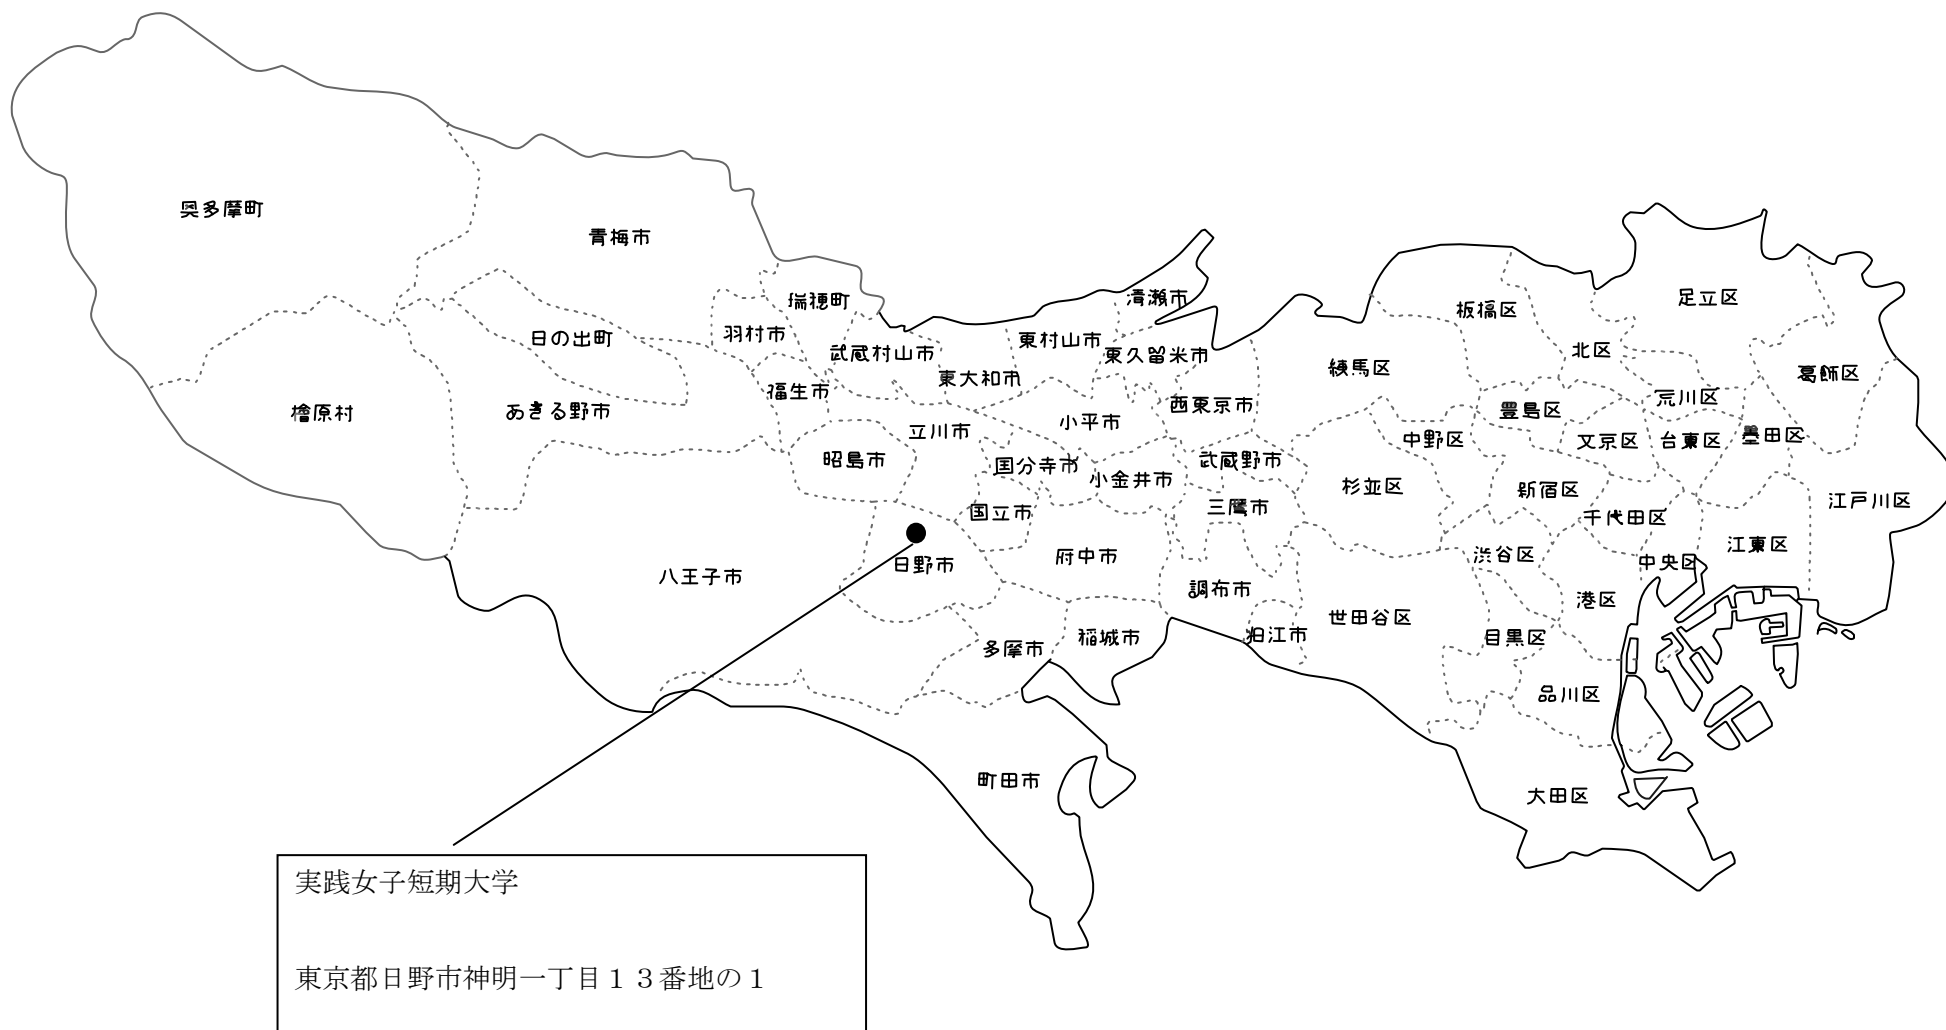 奥多摩町
青梅市
瑞穂町
清瀬市
足立区
板橋区
羽村市
日の出町
武蔵村山市
東村山市
東久留米市
北区
練馬区
葛飾区
東大和市
福生市
荒川区
檜原村
あきる野市
西東京市
豊島区
小平市
立川市
中野区
文京区
台東区
墨田区
昭島市
国分寺市
武蔵野市
小金井市
杉並区
新宿区
江戸川区
国立市
三鷹市
千代田区
江東区
府中市
渋谷区
日野市
中央区
八王子市
調布市
港区
世田谷区
狛江市
稲城市
目黒区
多摩市
品川区
町田市
大田区
実践女子短期大学
東京都日野市神明一丁目13番地の1